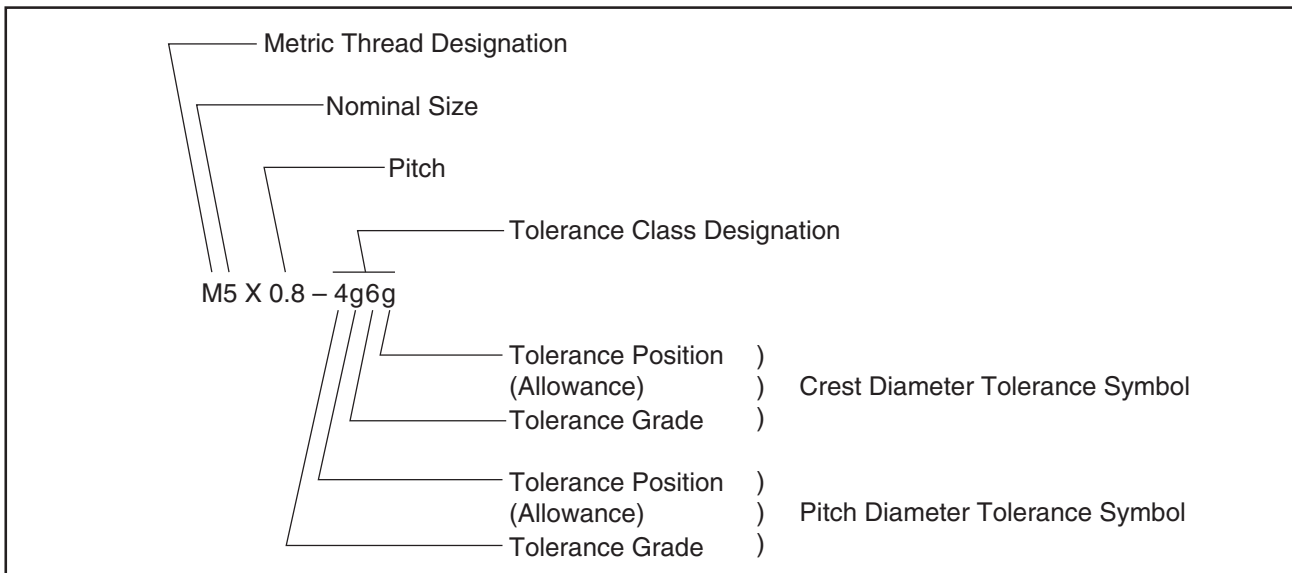 Metric Thread Designation
Nominal Size
Pitch
Tolerance Class Designation
M5 X 0.8 – 4g6g
Tolerance Position )
(Allowance) ) Crest Diameter Tolerance Symbol
Tolerance Grade )
Tolerance Position )
(Allowance) ) Pitch Diameter Tolerance Symbol
Tolerance Grade )